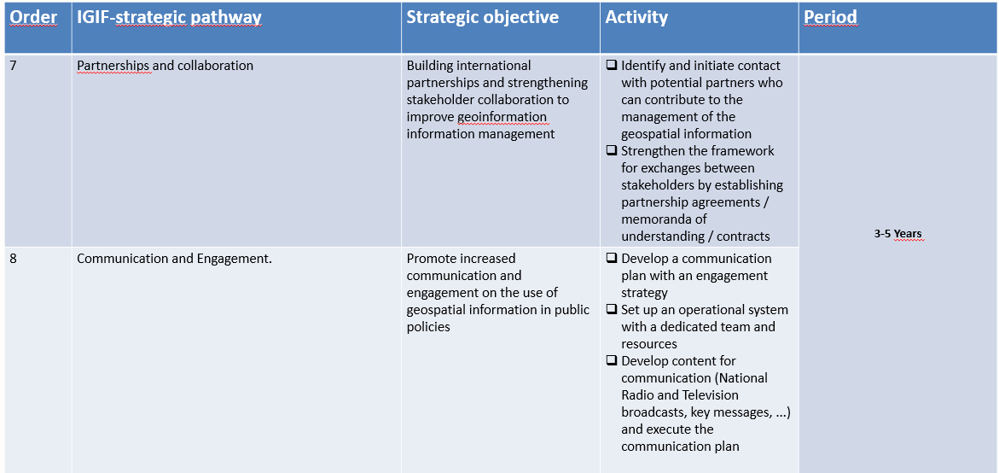 Order IGIF-strategic pathway Strategic objective Activity Period
7
Partnerships and collaboration
Building international
partnerships and strengthening
stakeholder collaboration to
improve geoinformation
information management
❑ Identify and initiate contact
with potential partners who
can contribute to the
management of the
geospatial information
❑ Strengthen the framework
for exchanges between
stakeholders by establishing
partnership agreements /
memoranda of
understanding / contracts
3-5 Years
8
Communication and Engagement.
Promote increased
communication and
engagement on the use of
geospatial information in public
policies
❑ Develop a communication
plan with an engagement
strategy
❑ Set up an operational system
with a dedicated team and
resources
❑ Develop content for
communication (National
Radio and Television
broadcasts, key messages, ...)
and execute the
communication plan